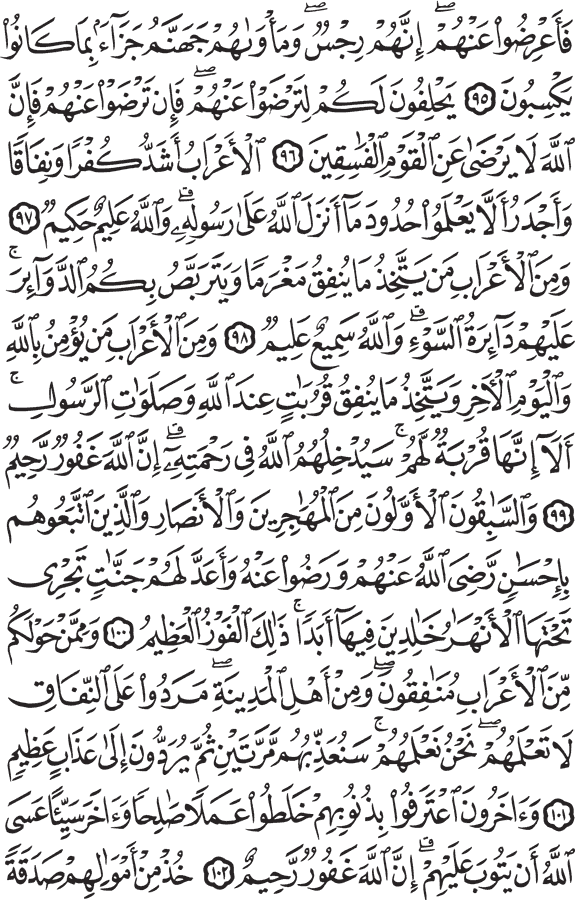 فَأَعْرِضُوا۟ عَنْهُمْ ۖ إِنَّهُمْ رِجْسٌ ۖ وَمَأْوَىٰهُمْ جَهَنَّمُ جَزَآءًۢ بِمَا كَانُوا۟
يَكْسِبُونَ ٩٥ يَحْلِفُونَ لَكُمْ لِتَرْضَوْا۟ عَنْهُمْ ۖ فَإِن تَرْضَوْا۟ عَنْهُمْ فَإِنَّ
ٱللَّهَ لَا يَرْضَىٰ عَنِ ٱلْقَوْمِ ٱلْفَٰسِقِينَ ٩٦ ٱلْأَعْرَابُ أَشَدُّ كُفْرًا وَنِفَاقًا
وَأَجْدَرُ أَلَّا يَعْلَمُوا۟ حُدُودَ مَآ أَنزَلَ ٱللَّهُ عَلَىٰ رَسُولِهِۦ ۗ وَٱللَّهُ عَلِيمٌ حَكِيمٌ ٩٧
وَمِنَ ٱلْأَعْرَابِ مَن يَتَّخِذُ مَا يُنفِقُ مَغْرَمًا وَيَتَرَبَّصُ بِكُمُ ٱلدَّوَآئِرَ ۚ
عَلَيْهِمْ دَآئِرَةُ ٱلسَّوْءِ ۗ وَٱللَّهُ سَمِيعٌ عَلِيمٌ ٩٨ وَمِنَ ٱلْأَعْرَابِ مَن يُؤْمِنُ بِٱللَّهِ
وَٱلْيَوْمِ ٱلْءَاخِرِ وَيَتَّخِذُ مَا يُنفِقُ قُرُبَٰتٍ عِندَ ٱللَّهِ وَصَلَوَٰتِ ٱلرَّسُولِ ۚ
أَلَآ إِنَّهَا قُرْبَةٌ لَّهُمْ ۚ سَيُدْخِلُهُمُ ٱللَّهُ فِى رَحْمَتِهِۦٓ ۗ إِنَّ ٱللَّهَ غَفُورٌ رَّحِيمٌ
٩٩ وَٱلسَّٰبِقُونَ ٱلْأَوَّلُونَ مِنَ ٱلْمُهَٰجِرِينَ وَٱلْأَنصَارِ وَٱلَّذِينَ ٱتَّبَعُوهُم
بِإِحْسَٰنٍ رَّضِىَ ٱللَّهُ عَنْهُمْ وَرَضُوا۟ عَنْهُ وَأَعَدَّ لَهُمْ جَنَّٰتٍ تَجْرِى
تَحْتَهَا ٱلْأَنْهَٰرُ خَٰلِدِينَ فِيهَآ أَبَدًا ۚ ذَٰلِكَ ٱلْفَوْزُ ٱلْعَظِيمُ ١٠٠ وَمِمَّنْ حَوْلَكُم
مِّنَ ٱلْأَعْرَابِ مُنَٰفِقُونَ ۖ وَمِنْ أَهْلِ ٱلْمَدِينَةِ ۖ مَرَدُوا۟ عَلَى ٱلنِّفَاقِ
لَا تَعْلَمُهُمْ ۖ نَحْنُ نَعْلَمُهُمْ ۚ سَنُعَذِّبُهُم مَّرَّتَيْنِ ثُمَّ يُرَدُّونَ إِلَىٰ عَذَابٍ عَظِيمٍ
١٠١ وَءَاخَرُونَ ٱعْتَرَفُوا۟ بِذُنُوبِهِمْ خَلَطُوا۟ عَمَلًا صَٰلِحًا وَءَاخَرَ سَيِّئًا عَسَى
ٱللَّهُ أَن يَتُوبَ عَلَيْهِمْ ۗ إِنَّ ٱللَّهَ غَفُورٌ رَّحِيمٌ ١٠٢ خُذْ مِنْ أَمْوَٰلِهِمْ صَدَقَةً